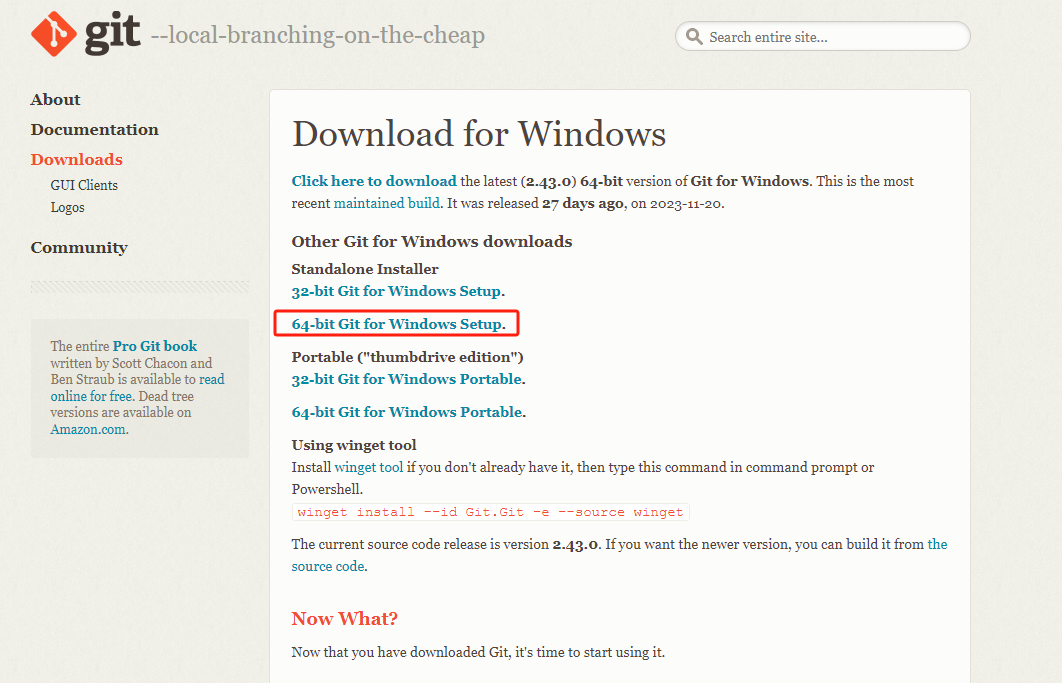 git --local-branching-on-the-cheap
Search entire site...
About
Documentation
Downloads
GUI Clients
Logos
Community
The entire Pro Git book
written by Scott Chacon and
Ben Straub is available to read
online for free. Dead tree
versions are available on
Amazon.com.
Download for Windows
Click here to download the latest (2.43.0) 64-bit version of Git for Windows. This is the most
recent maintained build. It was released 27 days ago, on 2023-11-20.
Other Git for Windows downloads
Standalone Installer
32-bit Git for Windows Setup.
64-bit Git for Windows Setup.
Portable ("thumbdrive edition")
32-bit Git for Windows Portable.
64-bit Git for Windows Portable.
Using winget tool
Install winget tool if you don't already have it, then type this command in command prompt or
Powershell.
winget install --id Git.Git -e --source winget
The current source code release is version 2.43.0. If you want the newer version, you can build it from the
source code.
Now What?
Now that you have downloaded Git, it's time to start using it.